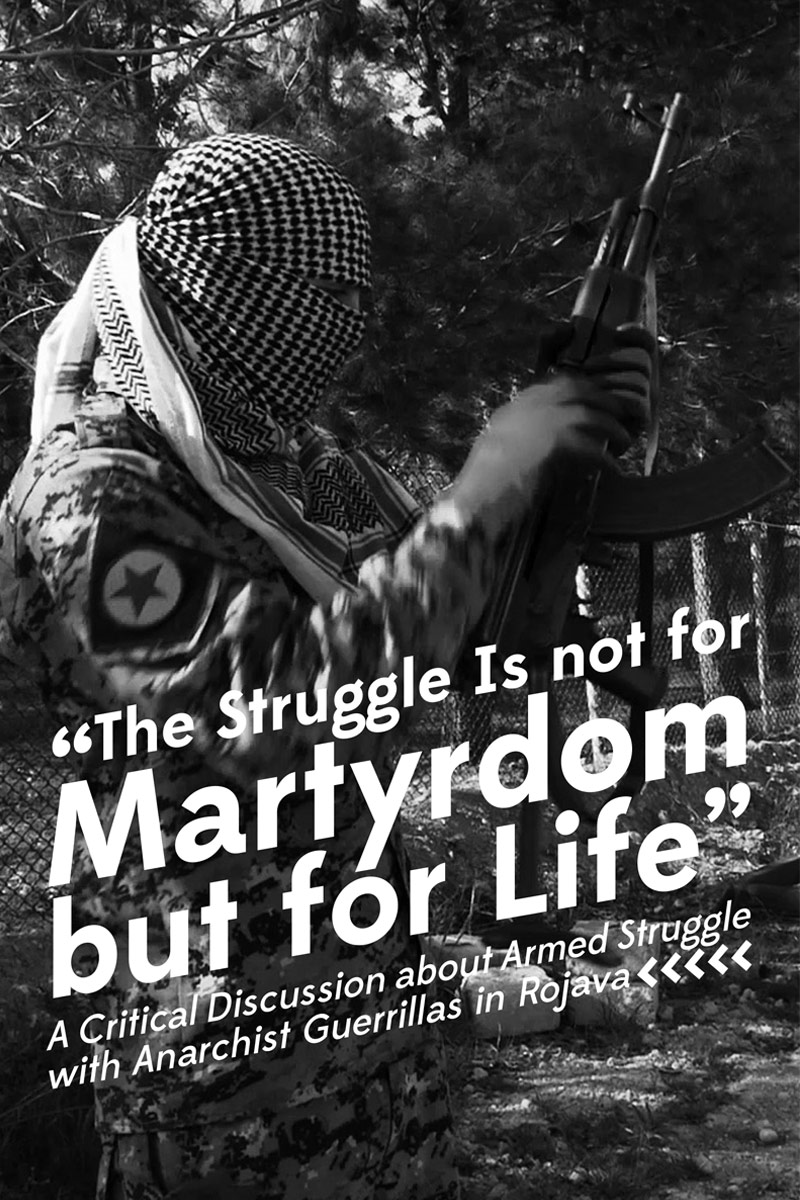 “The Struggle Is not for
Martyrdom
but for Life”
A Critical Discussion about Armed Struggle
with Anarchist Guerrillas in Rojava <<<<<